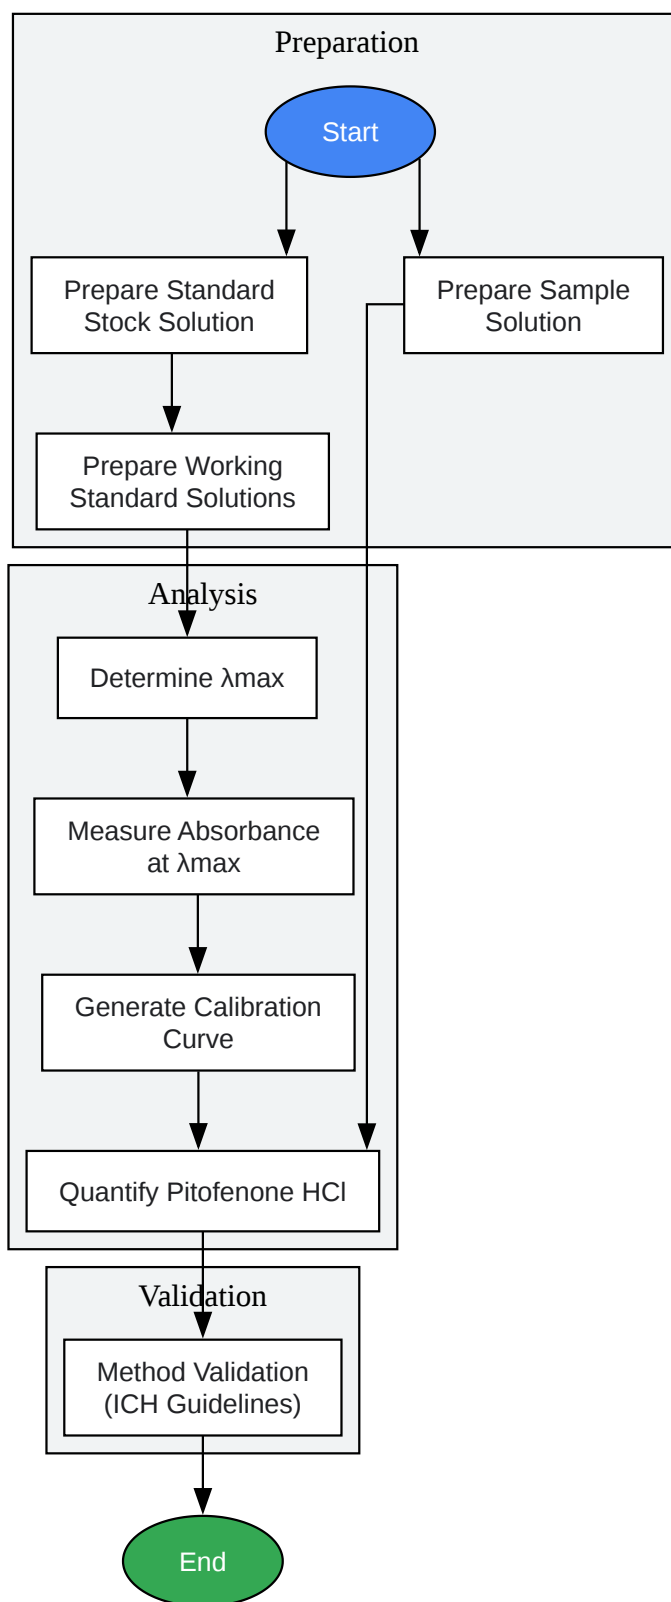 Preparation
Start
Prepare Standard
Stock Solution
Prepare Sample
Solution
Prepare Working
Standard Solutions
Analysis
Determine λmax
Measure Absorbance
at λmax
Generate Calibration
Curve
Quantify Pitofenone HCl
Validation
Method Validation
(ICH Guidelines)
End